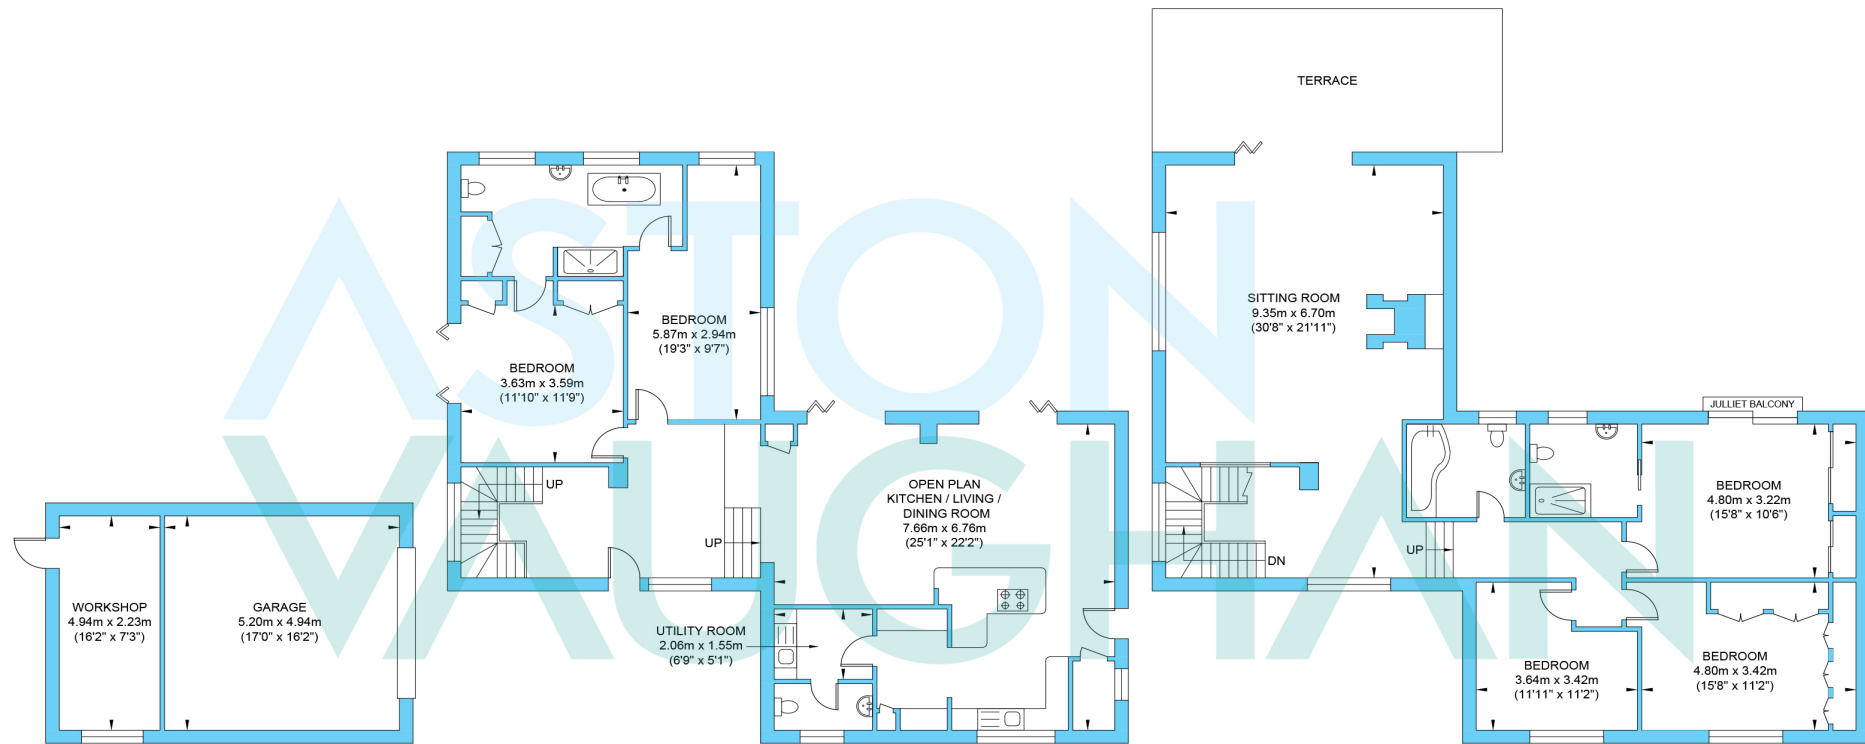 TERRACE
ASTON
VAUGHAN
SITTING ROOM
9.35m x 6.70m
(30'8" x 21'11")
BEDROOM
5.87m x 2.94m
(19'3" x 9'7")
BEDROOM
3.63m x 3.59m
(11'10" x 11'9")
JULLIET BALCONY
UP
OPEN PLAN
KITCHEN / LIVING /
DINING ROOM
7.66m x 6.76m
(25'1" x 22'2")
BEDROOM
4.80m x 3.22m
(15'8" x 10'6")
UP
UP
DN
WORKSHOP
4.94m x 2.23m
(16'2" x 7'3")
GARAGE
5.20m x 4.94m
(17'0" x 16'2")
UTILITY ROOM
2.06m x 1.55m
(6'9" x 5'1")
BEDROOM
3.64m x 3.42m
(11'11" x 11'2")
BEDROOM
4.80m x 3.42m
(15'8" x 11'2")